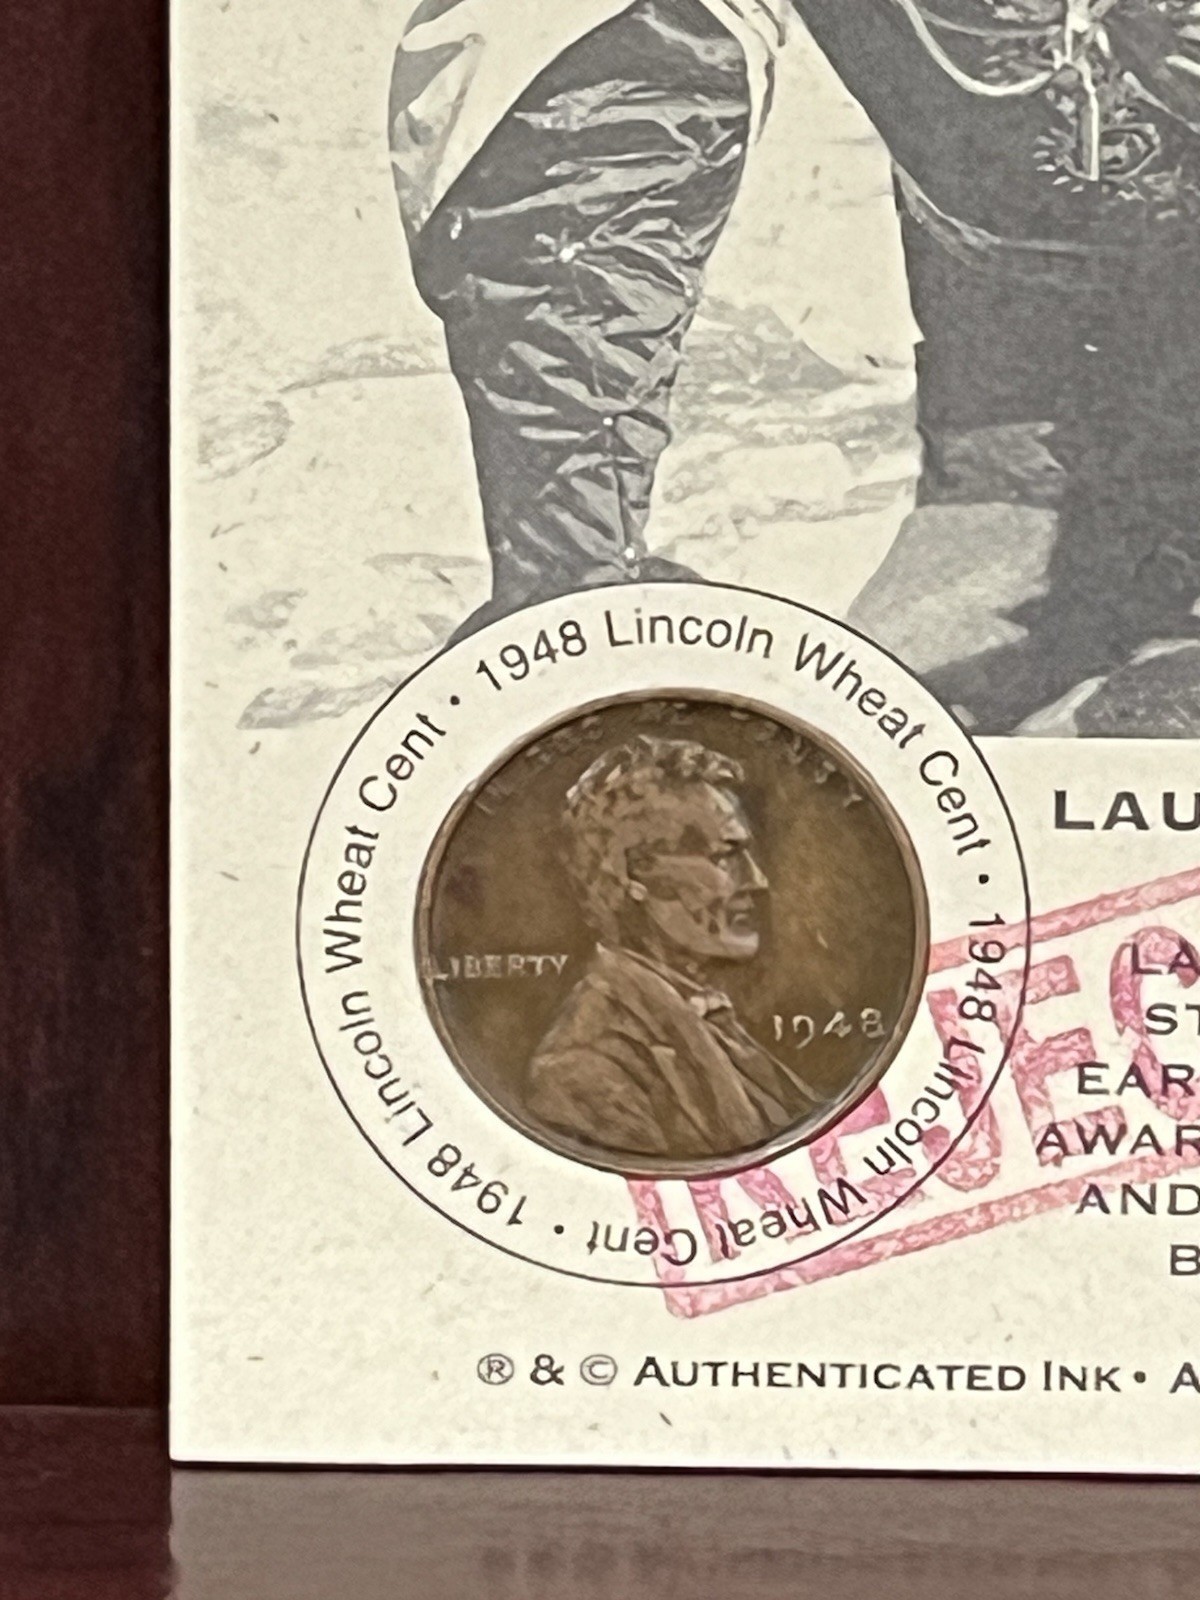 1948 Lincoln Wheat Cent • 1948 Lincoln Wheat Cent • 1948 Lincoln Wheat Cent •
LIBERTY
1948
LAU
LA
ST
EAR
AWAR
AND
B
REJEC
® & © AUTHENTICATED INK • A